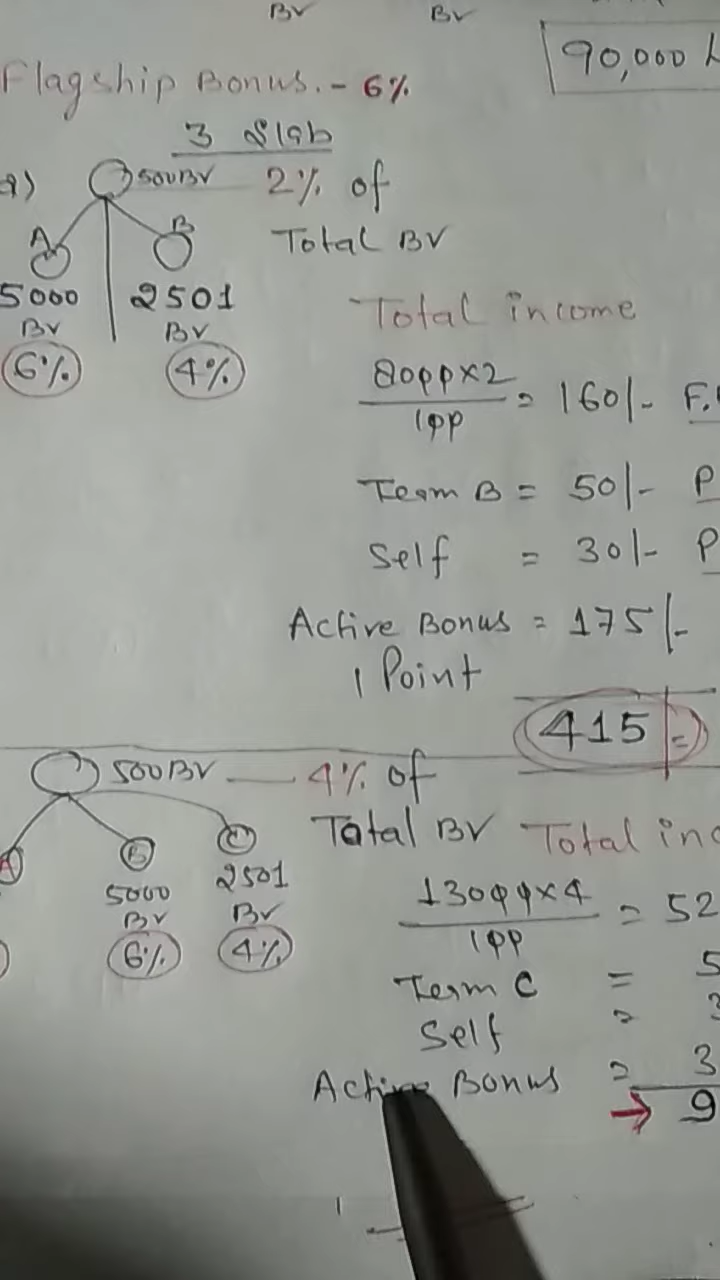 BV BV
90,000
Flagship Bonus. - 6%
3 Slab
a) 500BV 2% of
A B Total BV
5000 2501
BV BV
6% 4%
Total income
8000×2 / 100 = 160/- F.
Team B = 50/- P
Self = 30/- P
Active Bonus = 175/-
1 Point
415 =
500BV 4% of
A B C Total BV Total inc
5000 2501
BV BV
6% 4%
13000×4 / 100 = 52
Team C = 5
Self = 3
Active Bonus = 3
→ 9